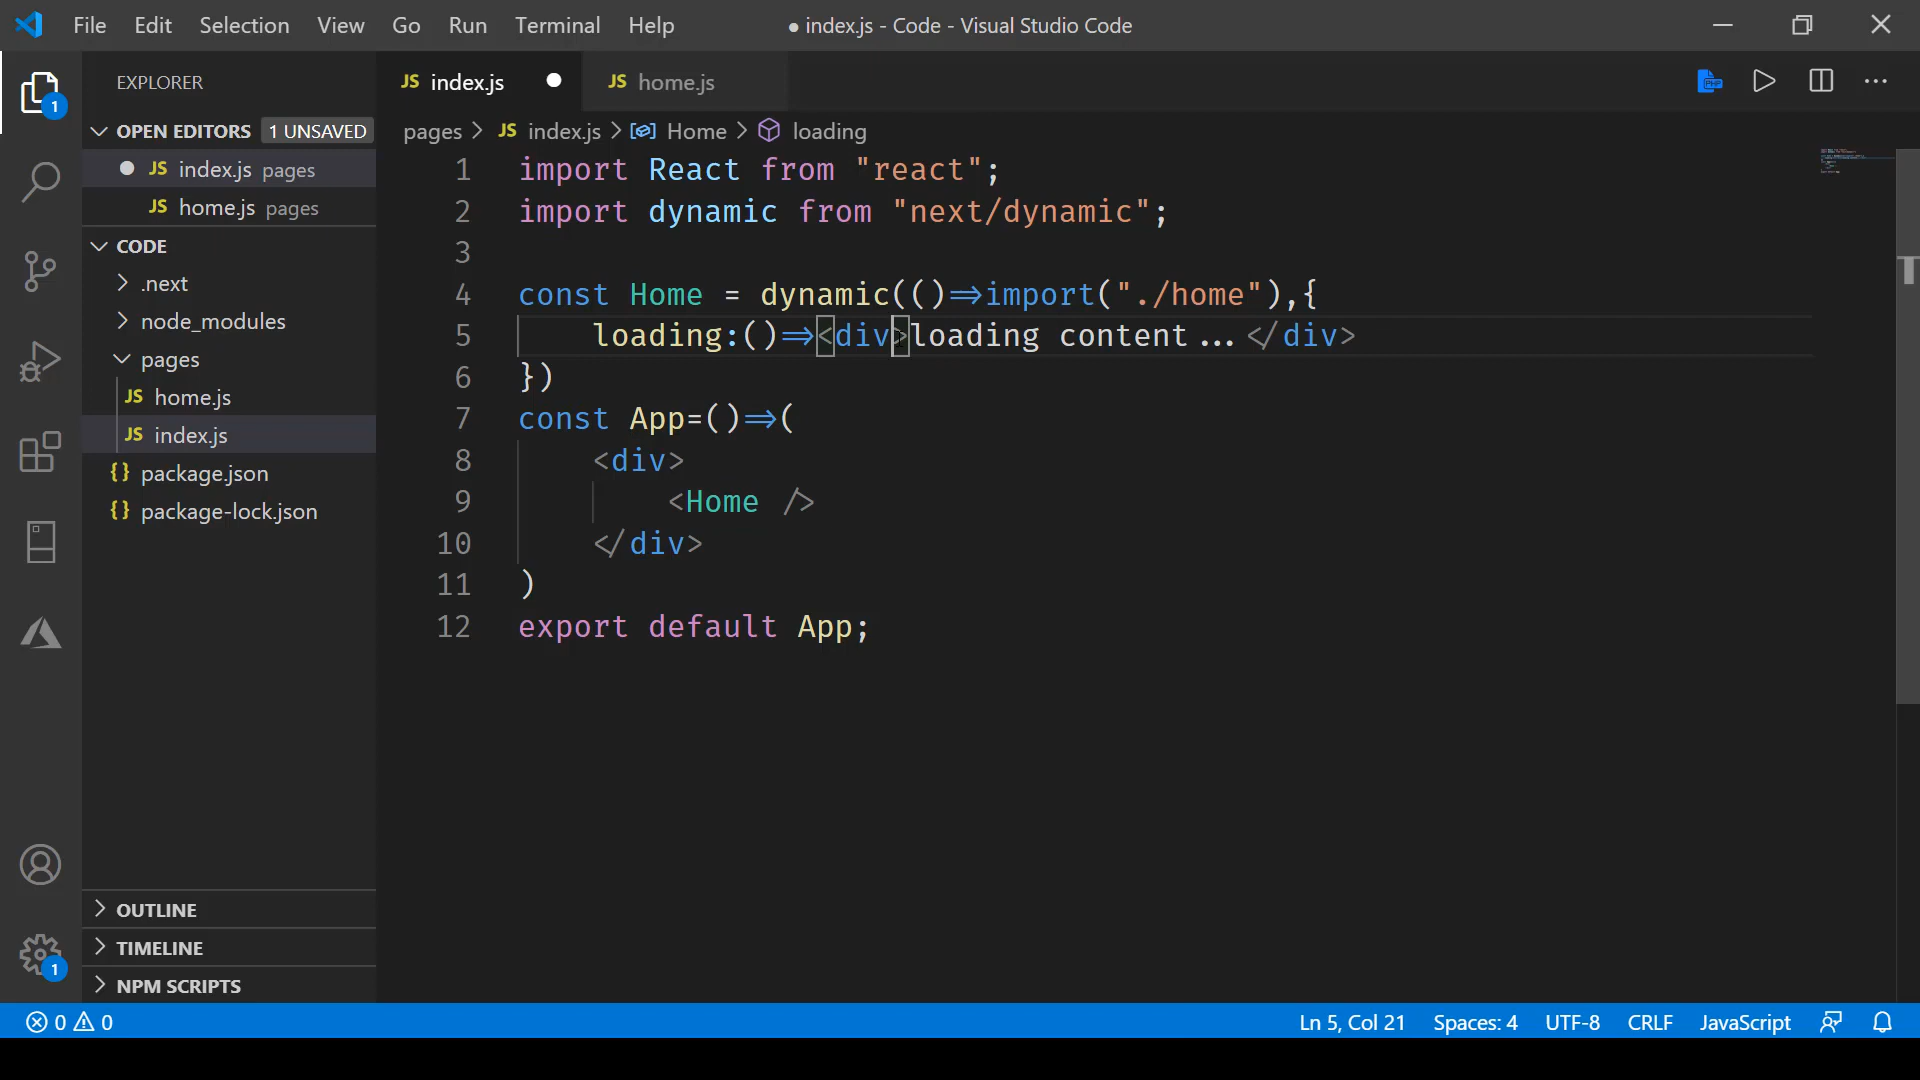 File Edit Selection View Go Run Terminal Help ● index.js - Code - Visual Studio Code
EXPLORER
OPEN EDITORS 1 UNSAVED
● JS index.js pages
JS home.js pages
CODE
.next
node_modules
pages
JS home.js
JS index.js
{} package.json
{} package-lock.json
OUTLINE
TIMELINE
NPM SCRIPTS
1
1
JS index.js ● JS home.js
PHP
pages > JS index.js > Home > loading
1 import React from "react";
2 import dynamic from "next/dynamic";
3
4 const Home = dynamic(()=>import("./home"),{
5 loading:()=><div>loading content...</div>
6 })
7 const App=()=>(
8 <div>
9 <Home />
10 </div>
11 )
12 export default App;
0 0 Ln 5, Col 21 Spaces: 4 UTF-8 CRLF JavaScript